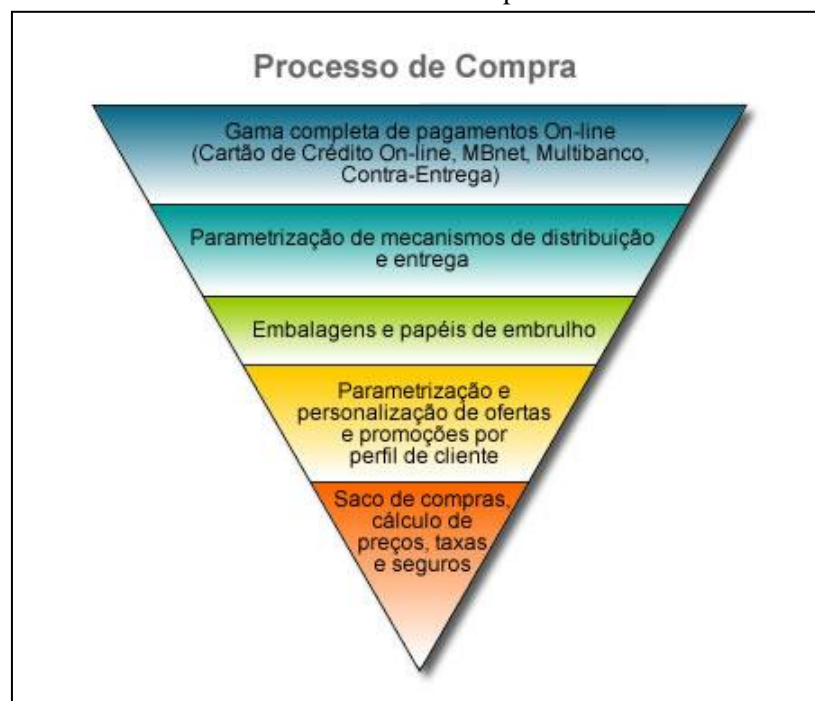 Processo de Compra
Gama completa de pagamentos On-line
(Cartão de Crédito On-line, MBnet, Multibanco,
Contra-Entrega)
Parametrização de mecanismos de distribuição
e entrega
Embalagens e papéis de embrulho
Parametrização e
personalização de ofertas
e promoções por
perfil de cliente
Saco de compras,
cálculo de
preços, taxas
e seguros